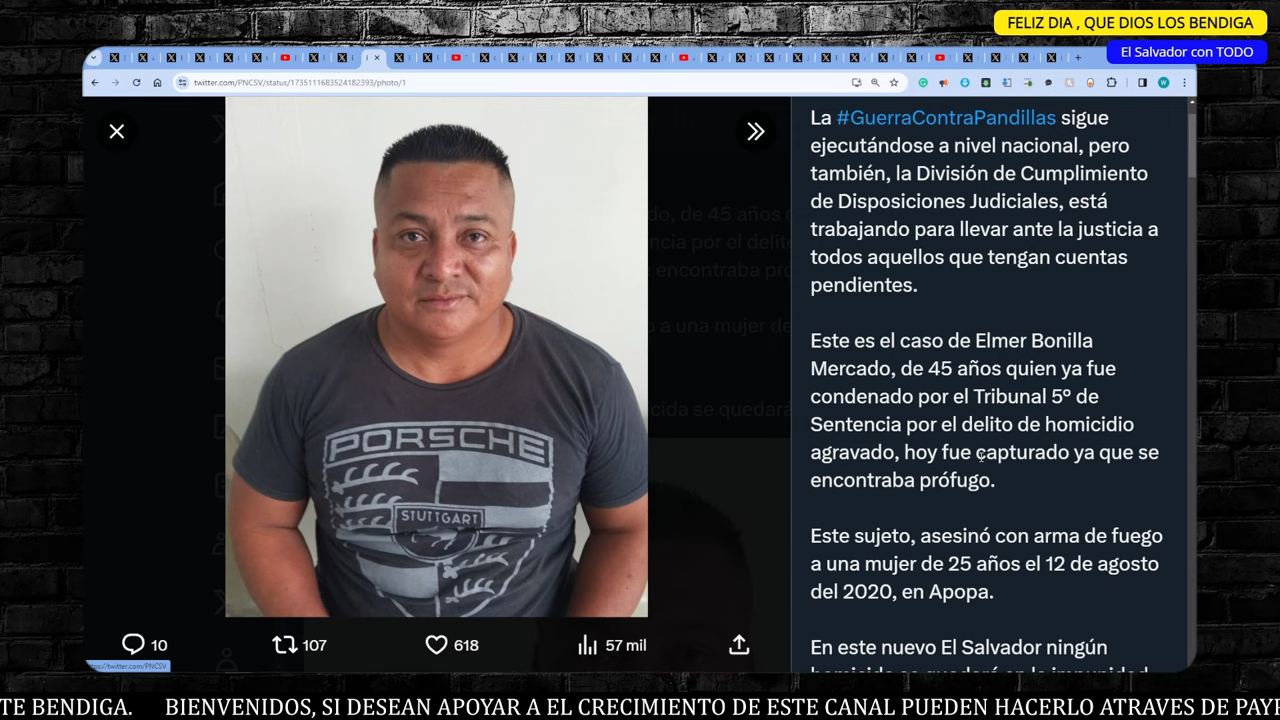 FELIZ DIA , QUE DIOS LOS BENDIGA
El Salvador con TODO
twitter.com/PNCSV/status/1735111683524182393/photo/1
La #GuerraContraPandillas sigue
ejecutándose a nivel nacional, pero
también, la División de Cumplimiento
de Disposiciones Judiciales, está
trabajando para llevar ante la justicia a
todos aquellos que tengan cuentas
pendientes.
Este es el caso de Elmer Bonilla
Mercado, de 45 años quien ya fue
condenado por el Tribunal 5º de
Sentencia por el delito de homicidio
agravado, hoy fue capturado ya que se
encontraba prófugo.
Este sujeto, asesinó con arma de fuego
a una mujer de 25 años el 12 de agosto
del 2020, en Apopa.
En este nuevo El Salvador ningún
PORSCHE
STUTTGART
10 107 618 57 mil
twitter.com/PNCSV
TE BENDIGA. BIENVENIDOS, SI DESEAN APOYAR A EL CRECIMIENTO DE ESTE CANAL PUEDEN HACERLO ATRAVES DE